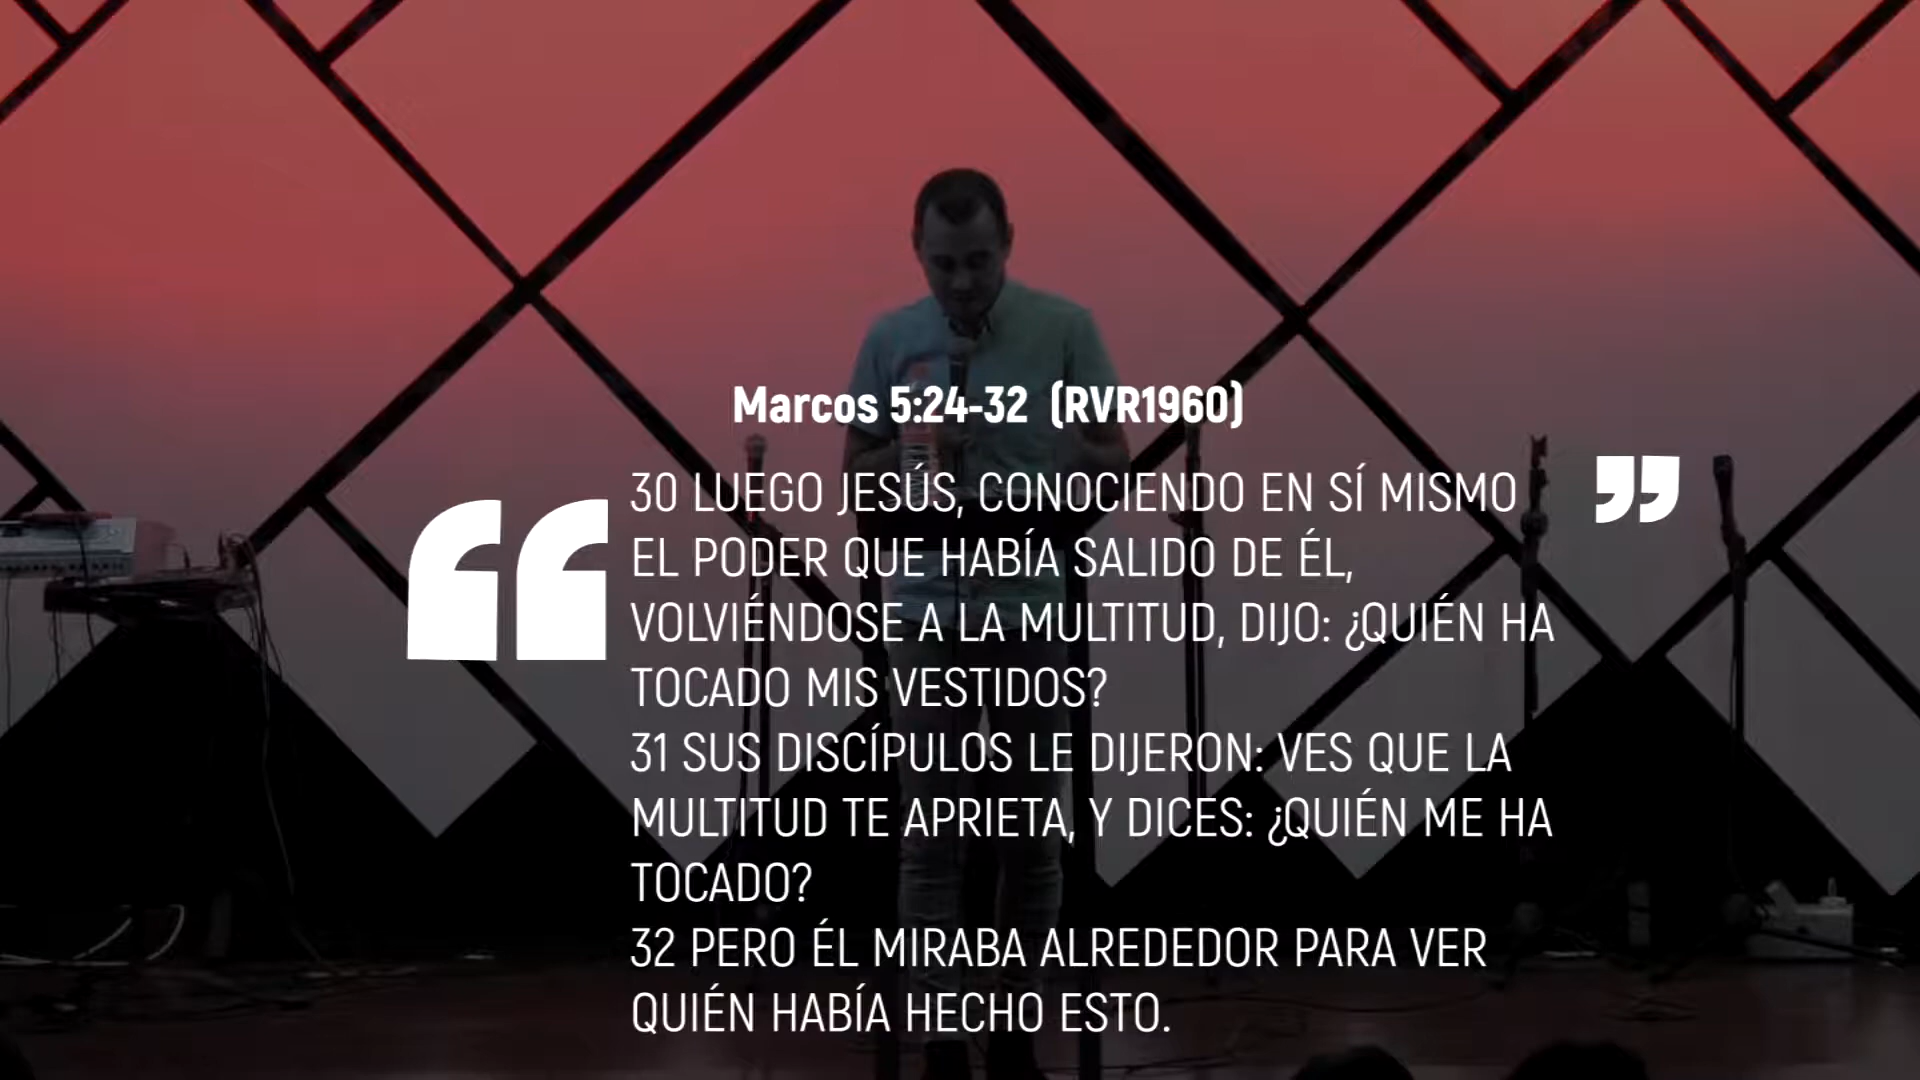 Marcos 5:24-32 (RVR1960)
“
30 LUEGO JESÚS, CONOCIENDO EN SÍ MISMO
EL PODER QUE HABÍA SALIDO DE ÉL,
VOLVIÉNDOSE A LA MULTITUD, DIJO: ¿QUIÉN HA
TOCADO MIS VESTIDOS?
31 SUS DISCÍPULOS LE DIJERON: VES QUE LA
MULTITUD TE APRIETA, Y DICES: ¿QUIÉN ME HA
TOCADO?
32 PERO ÉL MIRABA ALREDEDOR PARA VER
QUIÉN HABÍA HECHO ESTO.
”